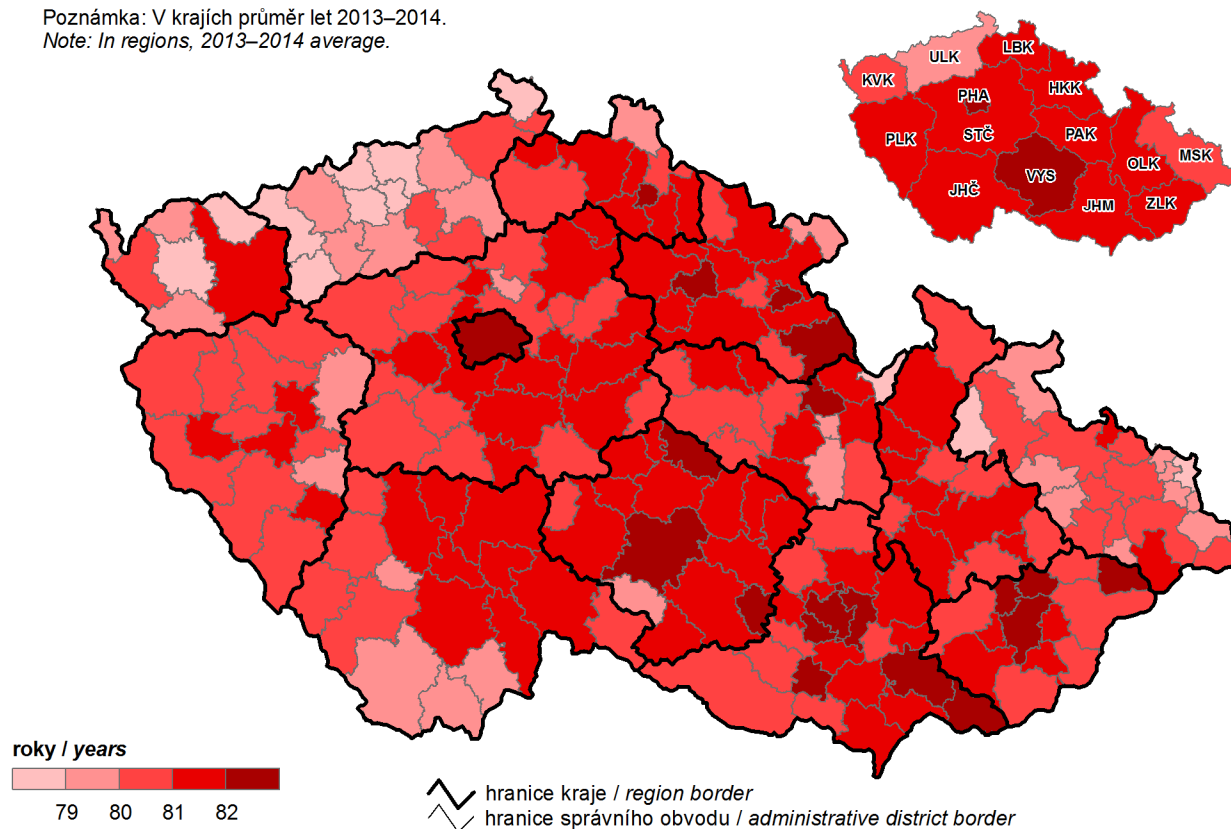 Poznámka: V krajích průměr let 2013–2014.
Note: In regions, 2013–2014 average.
LBK
ULK
KVK
HKK
PHA
PLK
STČ
PAK
OLK
MSK
VYS
JHČ
JHM
ZLK
roky / years
79 80 81 82
hranice kraje / region border
hranice správního obvodu / administrative district border